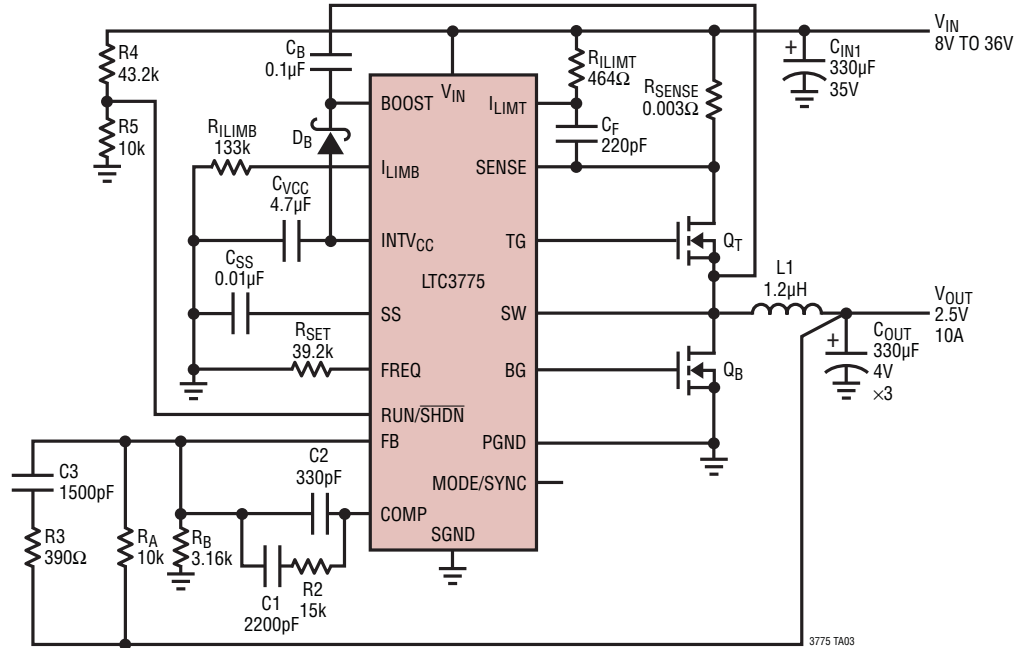 R4
43.2k
R5
10k
CB
0.1µF
DB
RILIMB
133k
CVCC
4.7µF
CSS
0.01µF
RSET
39.2k
BOOST
VIN
ILIMT
ILIMB
SENSE
INTVCC
TG
LTC3775
SS
SW
FREQ
BG
RUN/SHDN
FB
PGND
MODE/SYNC
COMP
SGND
RILIMT
464Ω
CF
220pF
RSENSE
0.003Ω
CIN1
330µF
35V
VIN
8V TO 36V
QT
QB
L1
1.2µH
VOUT
2.5V
10A
+
COUT
330µF
4V
×3
+
C3
1500pF
R3
390Ω
RA
10k
RB
3.16k
C2
330pF
C1
2200pF
R2
15k
3775 TA03